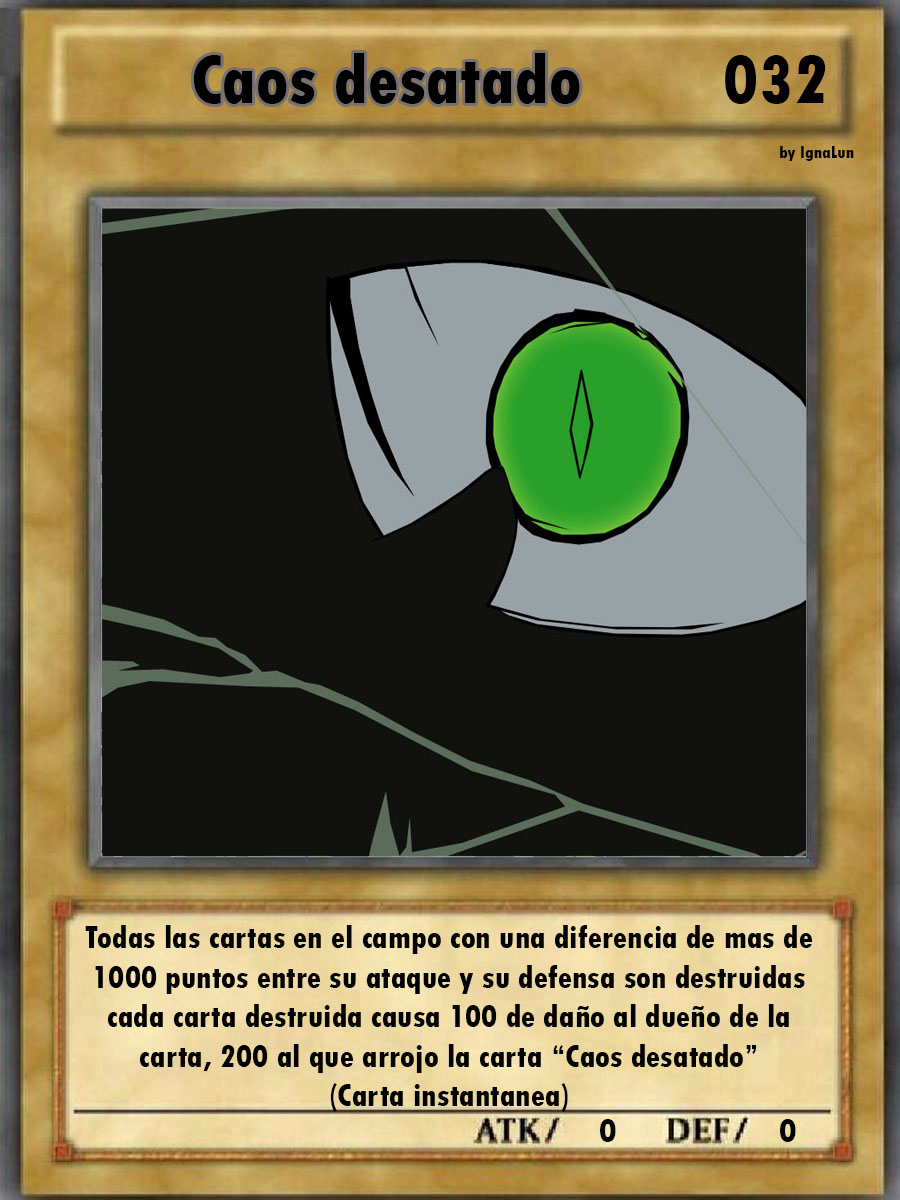 Caos desatado 032
by IgnaLun
Todas las cartas en el campo con una diferencia de mas de
1000 puntos entre su ataque y su defensa son destruidas
cada carta destruida causa 100 de daño al dueño de la
carta, 200 al que arrojo la carta “Caos desatado”
(Carta instantanea)
ATK/ 0 DEF/ 0